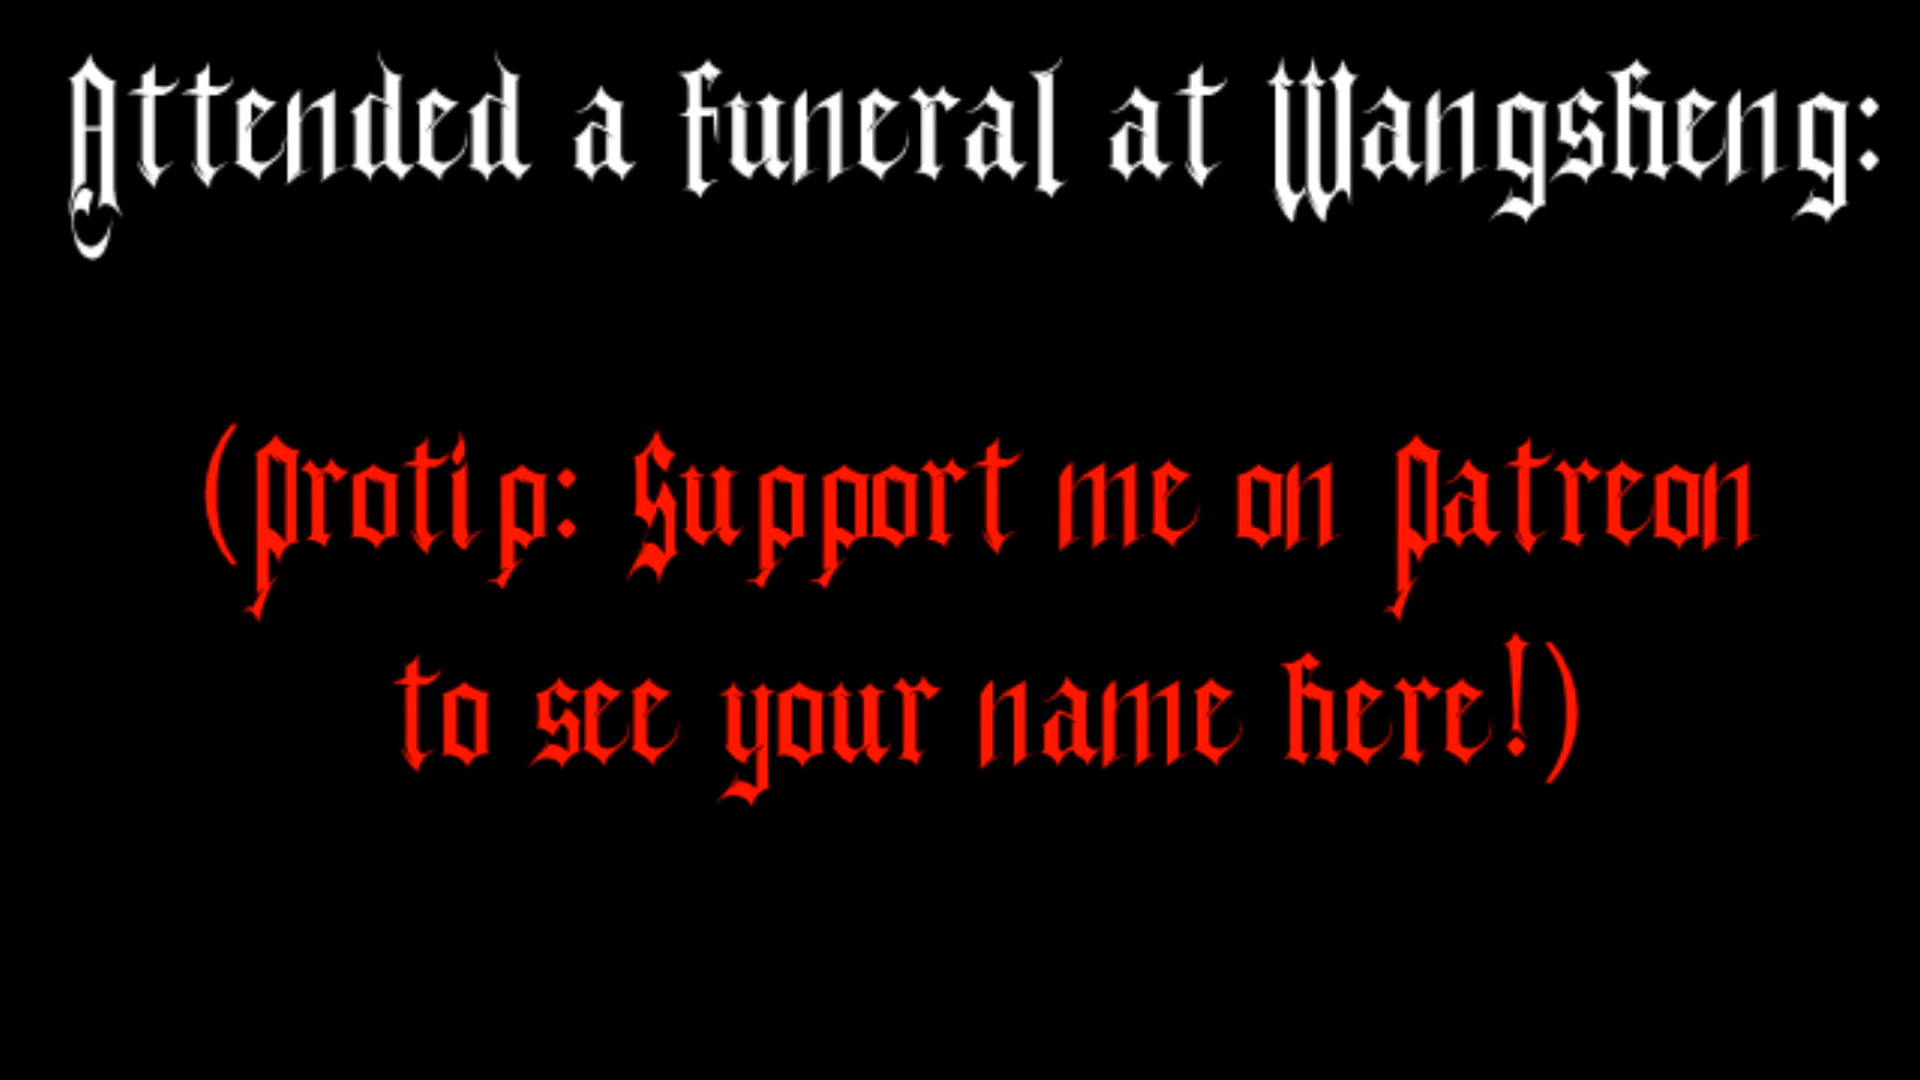 Attended a funeral at Wangsheng:
(Protip: Support me on Patreon
to see your name here!)